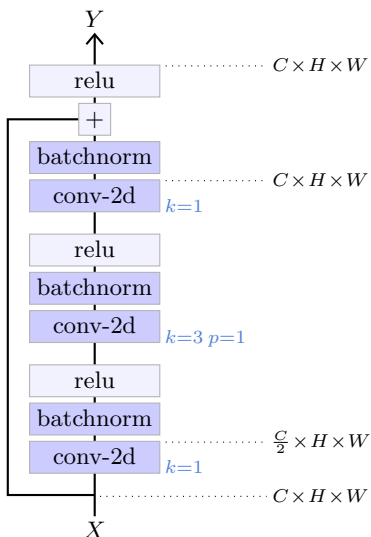 Y
C × H × W
relu
+
batchnorm
C × H × W
conv-2d
k=1
relu
batchnorm
conv-2d
k=3 p=1
relu
batchnorm
C/2 × H × W
conv-2d
k=1
C × H × W
X